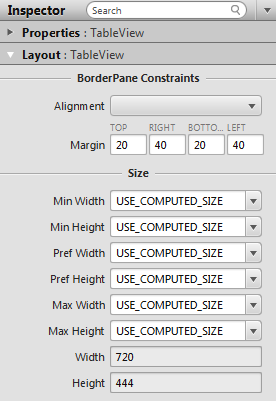 Inspector Search
Properties : TableView
Layout : TableView
BorderPane Constraints
Alignment
TOP RIGHT BOTTO... LEFT
Margin 20 40 20 40
Size
Min Width USE_COMPUTED_SIZE
Min Height USE_COMPUTED_SIZE
Pref Width USE_COMPUTED_SIZE
Pref Height USE_COMPUTED_SIZE
Max Width USE_COMPUTED_SIZE
Max Height USE_COMPUTED_SIZE
Width 720
Height 444